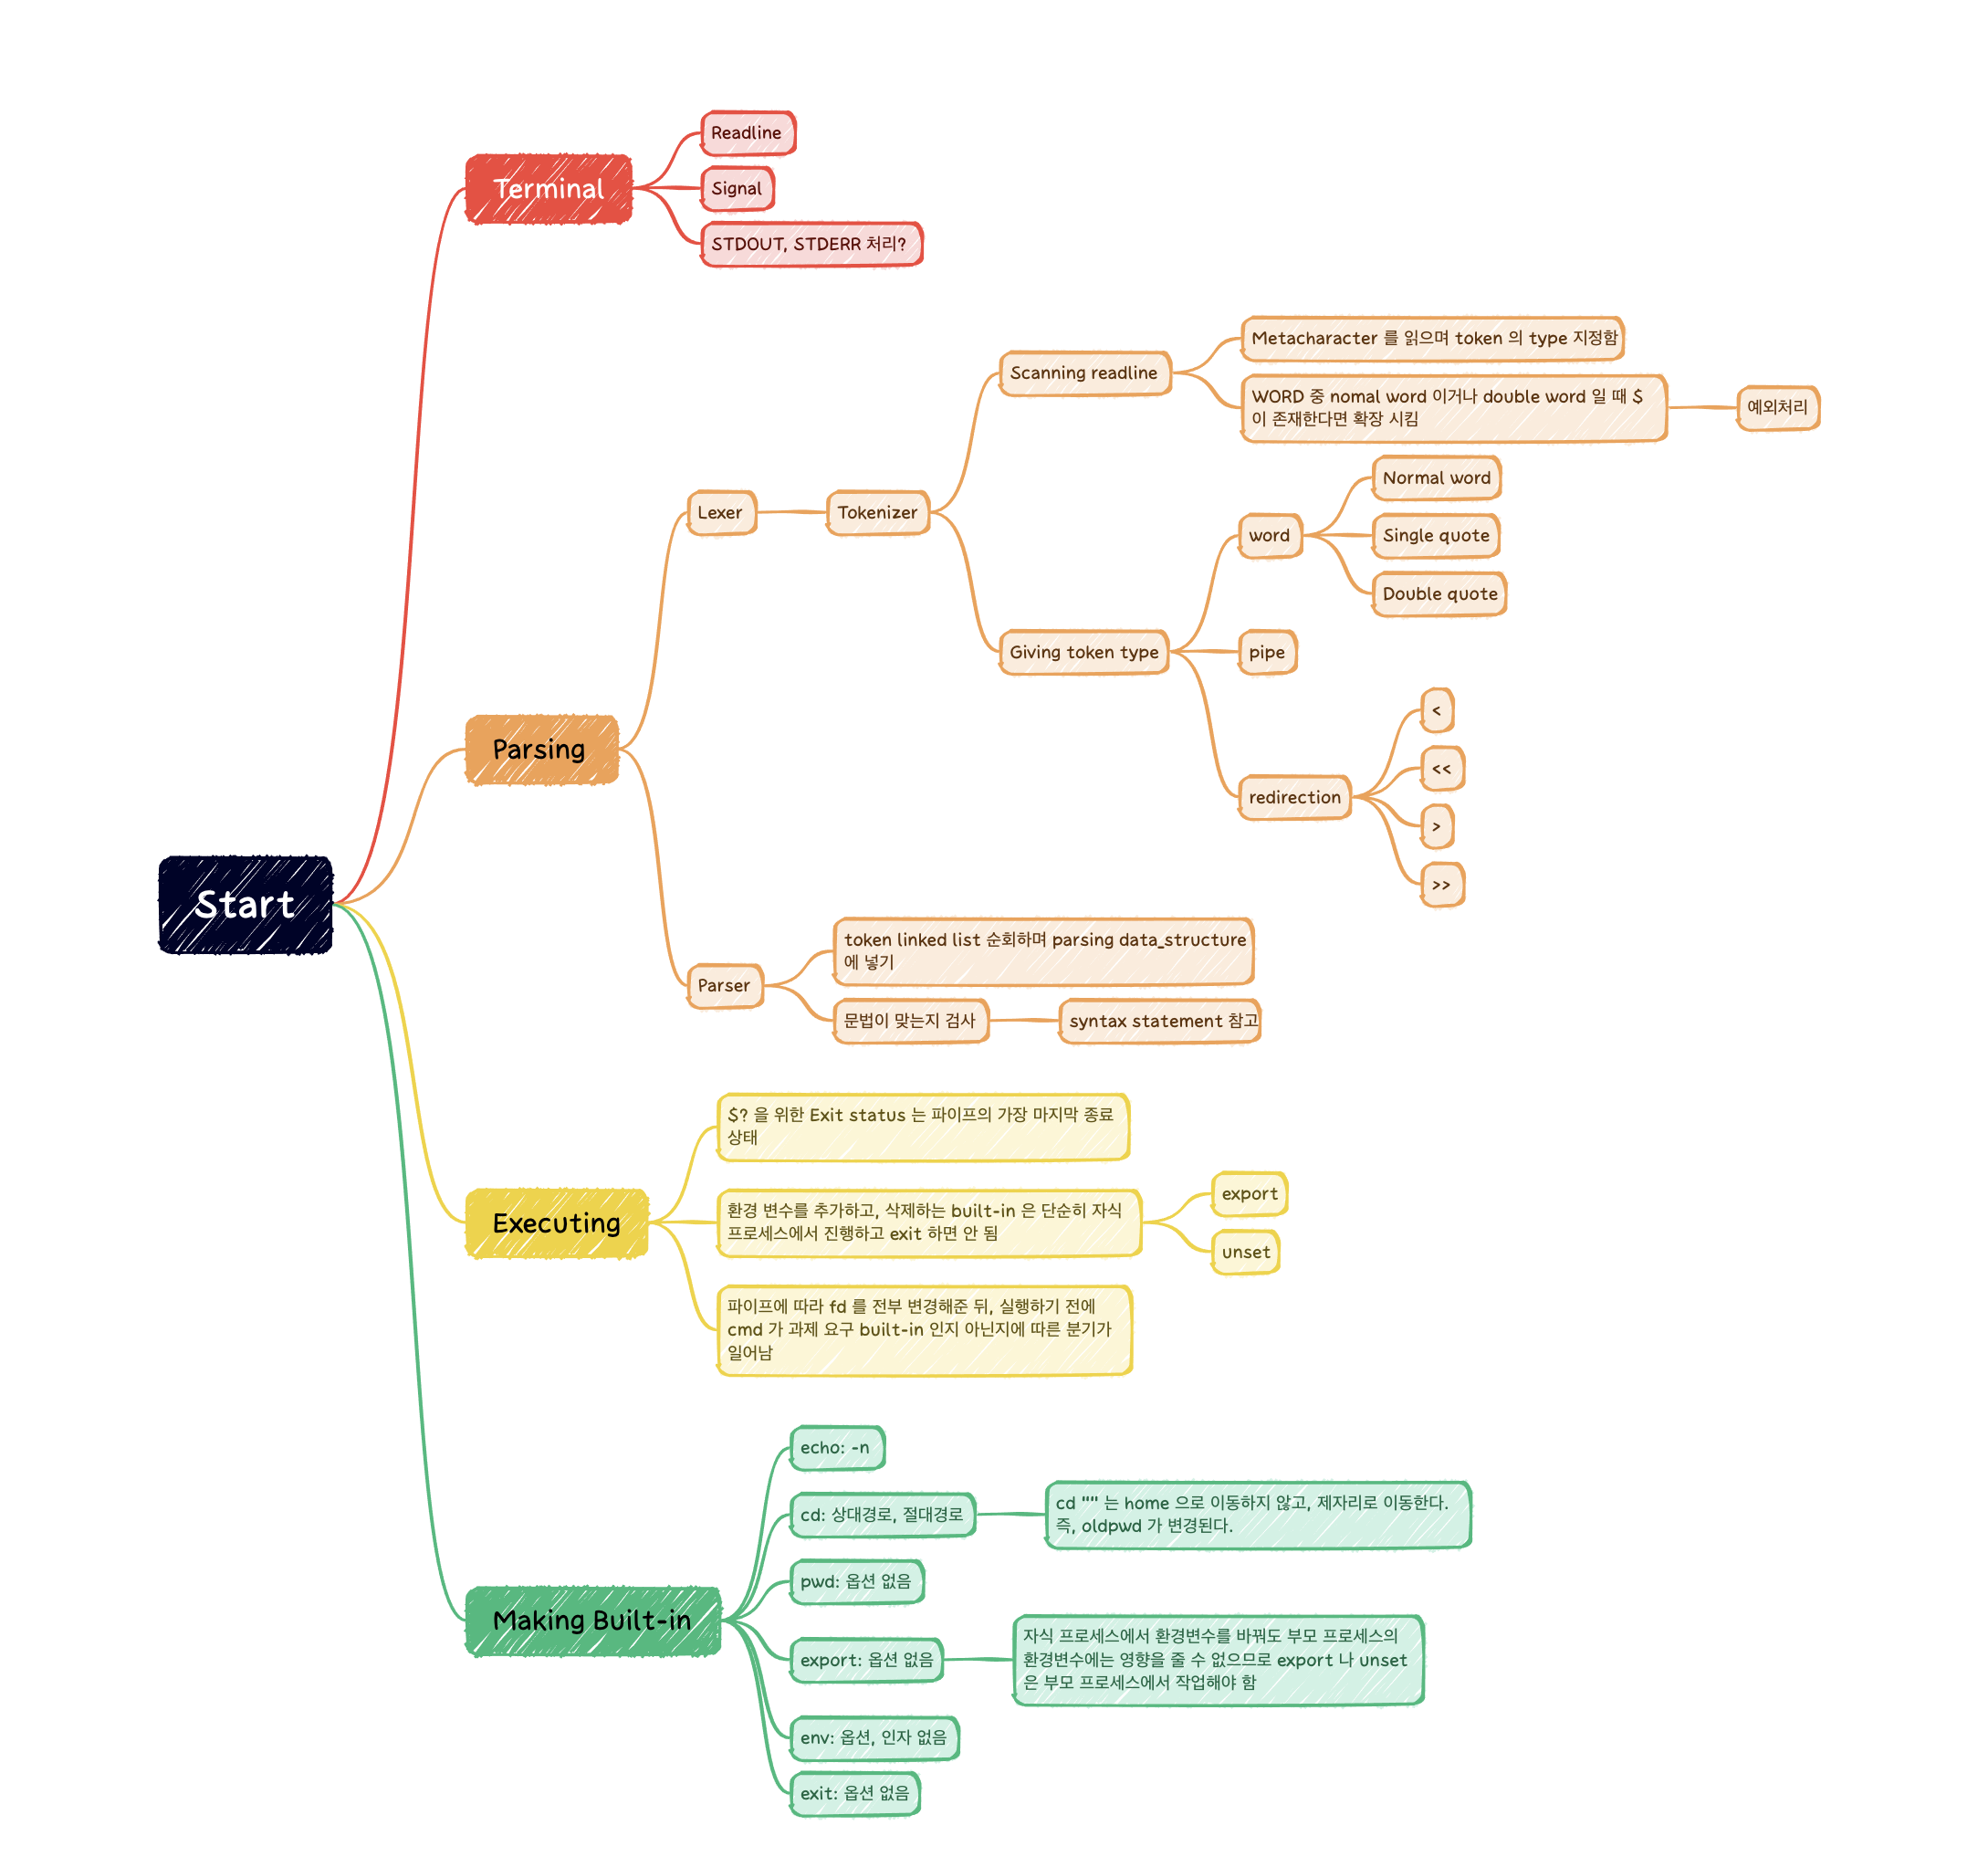 Start
Terminal
Readline
Signal
STDOUT, STDERR 처리?
Parsing
Lexer
Tokenizer
Scanning readline
Metacharacter 를 읽으며 token 의 type 지정함
WORD 중 nomal word 이거나 double word 일 때 $
이 존재한다면 확장 시킴
예외처리
Giving token type
word
Normal word
Single quote
Double quote
pipe
redirection
<
<<
>
>>
Parser
token linked list 순회하며 parsing data_structure
에 넣기
문법이 맞는지 검사
syntax statement 참고
Executing
$? 을 위한 Exit status 는 파이프의 가장 마지막 종료
상태
환경 변수를 추가하고, 삭제하는 built-in 은 단순히 자식
프로세스에서 진행하고 exit 하면 안 됨
export
unset
파이프에 따라 fd 를 전부 변경해준 뒤, 실행하기 전에
cmd 가 과제 요구 built-in 인지 아닌지에 따른 분기가
일어남
Making Built-in
echo: -n
cd: 상대경로, 절대경로
cd "" 는 home 으로 이동하지 않고, 제자리로 이동한다.
즉, oldpwd 가 변경된다.
pwd: 옵션 없음
export: 옵션 없음
자식 프로세스에서 환경변수를 바꿔도 부모 프로세스의
환경변수에는 영향을 줄 수 없으므로 export 나 unset
은 부모 프로세스에서 작업해야 함
env: 옵션, 인자 없음
exit: 옵션 없음